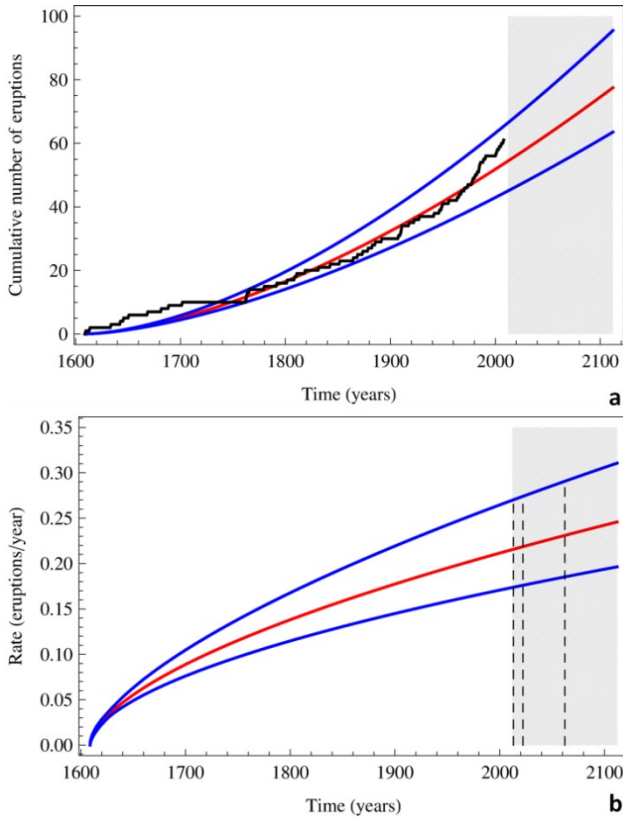 100
80
60
40
20
0
Cumulative number of eruptions
1600 1700 1800 1900 2000 2100
Time (years)
a
0.35
0.30
0.25
0.20
0.15
0.10
0.05
0.00
Rate (eruptions/year)
1600 1700 1800 1900 2000 2100
Time (years)
b